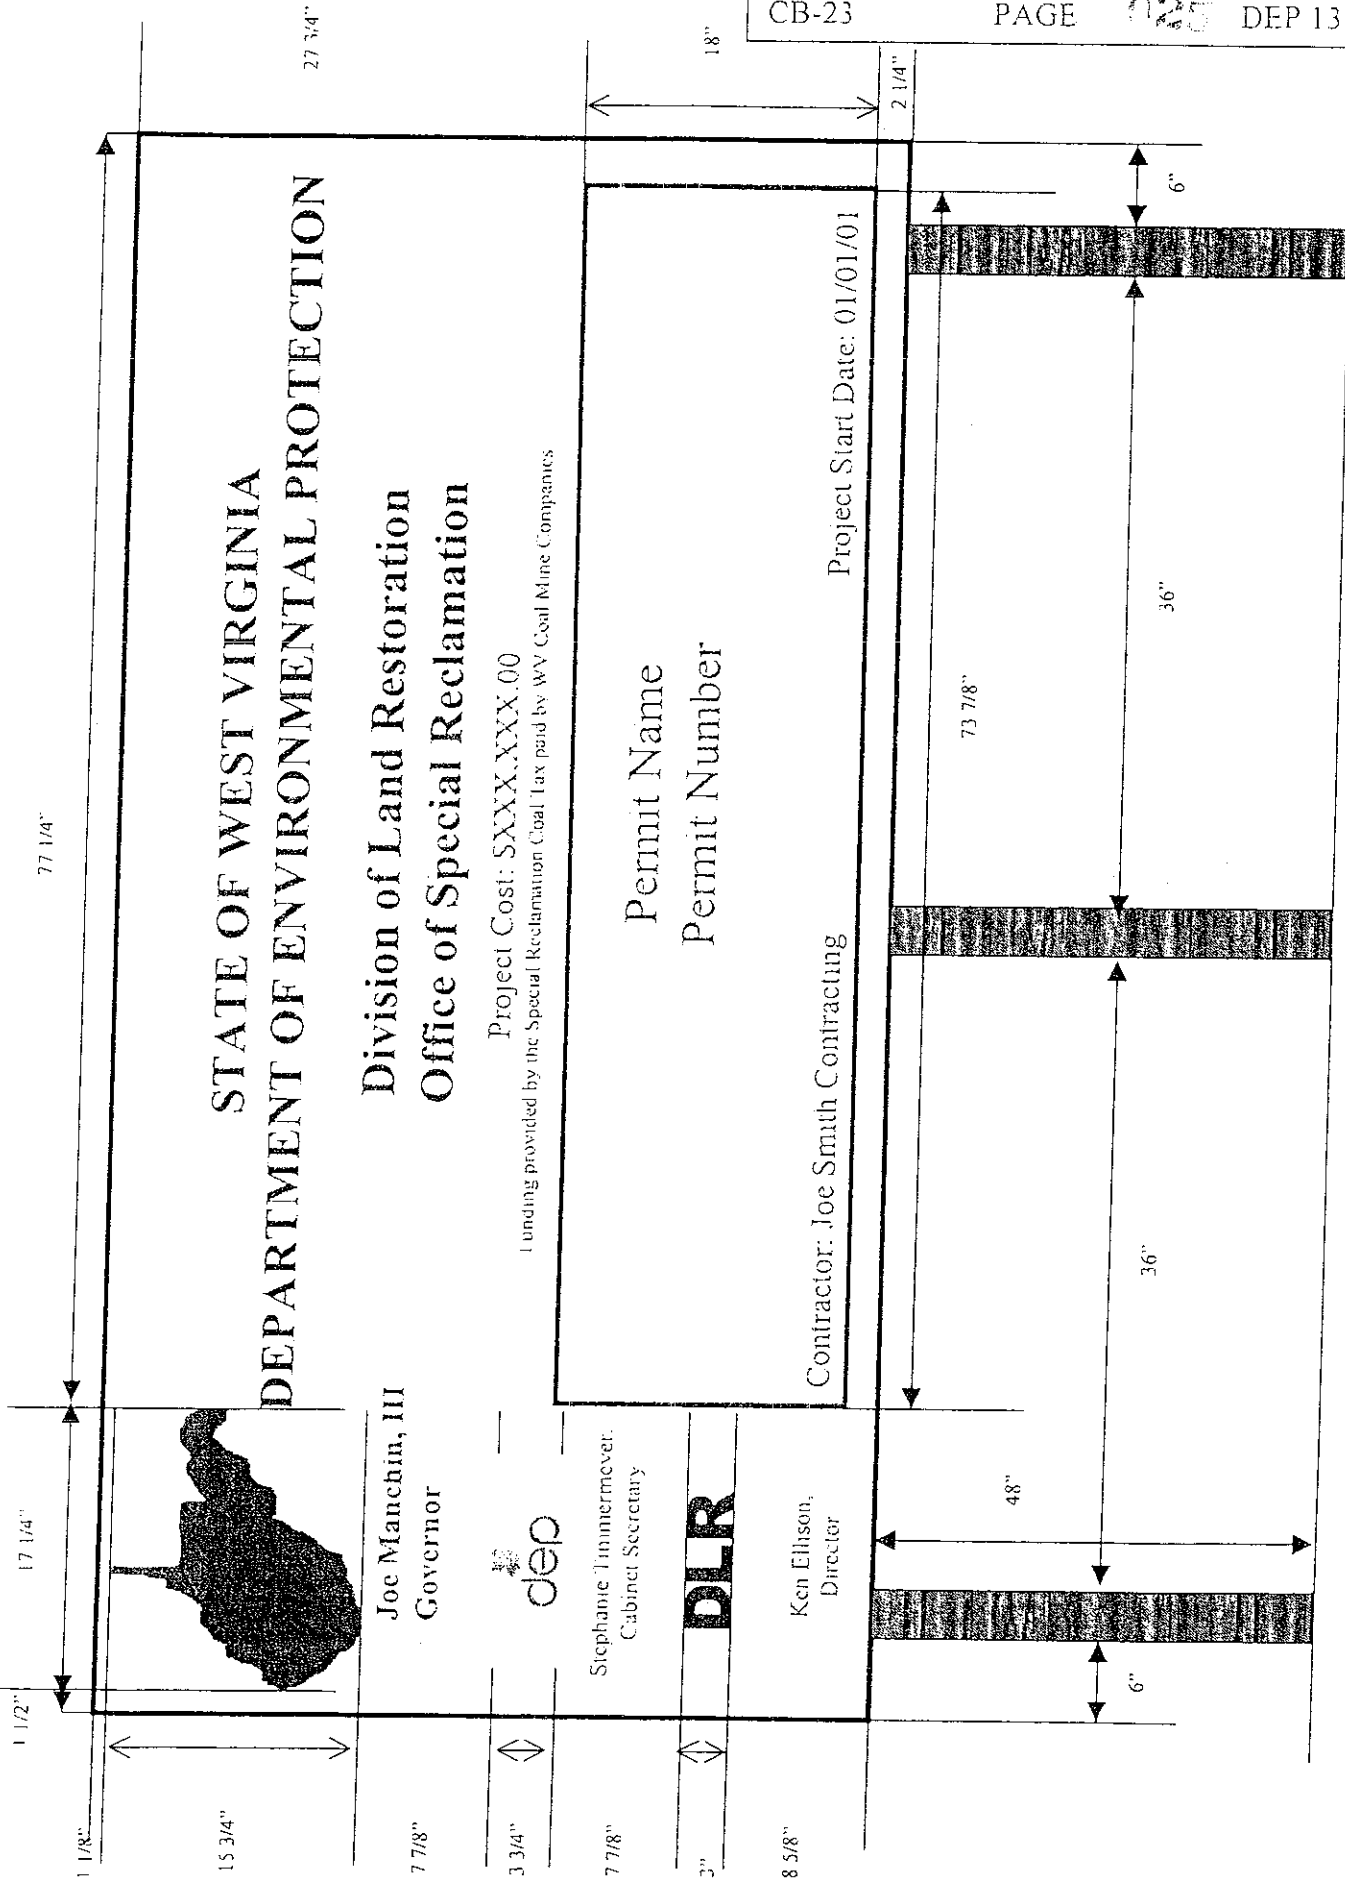 CB-23 PAGE DEP 13
77 1/4"
17 1/4"
1 1/2"
27 3/4"
18"
2 1/4"
1 1/8"
15 3/4"
7 7/8"
3 3/4"
7 7/8"
3"
8 5/8"
STATE OF WEST VIRGINIA
DEPARTMENT OF ENVIRONMENTAL PROTECTION
Division of Land Restoration
Office of Special Reclamation
Project Cost: $XXX,XXX.00
Funding provided by the Special Reclamation Coal Tax paid by WV Coal Mine Companies
Joe Manchin, III
Governor
dep
Stephanie Timmermeyer,
Cabinet Secretary
DLR
Ken Ellison,
Director
Permit Name
Permit Number
Contractor: Joe Smith Contracting
Project Start Date: 01/01/01
73 7/8"
6"
36"
36"
48"
6"